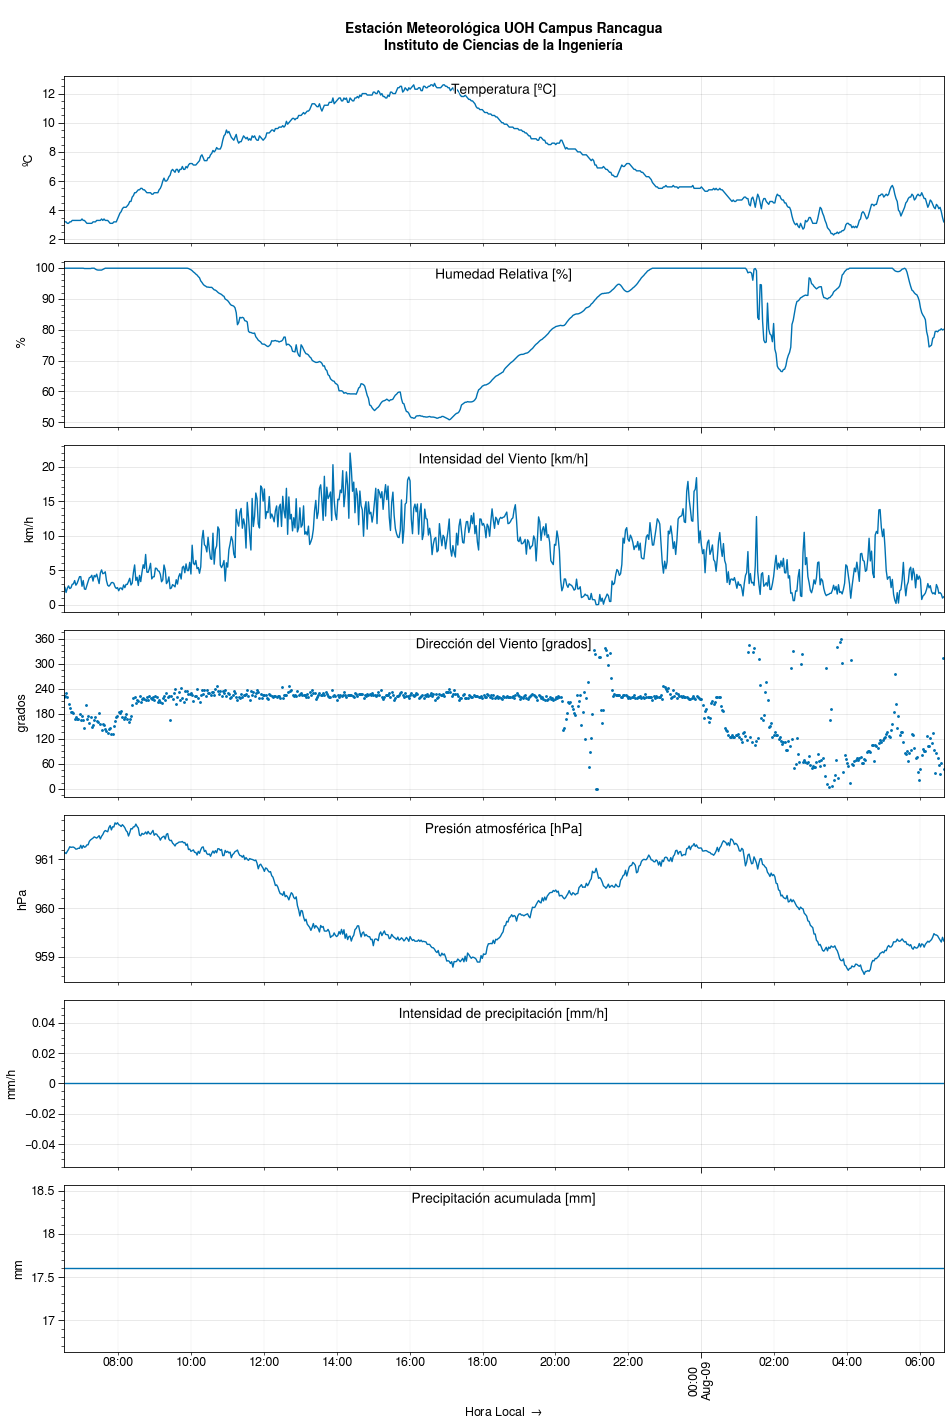 Estación Meteorológica UOH Campus Rancagua
Instituto de Ciencias de la Ingeniería
Temperatura [ºC]
ºC
12
10
8
6
4
2
Humedad Relativa [%]
%
100
90
80
70
60
50
Intensidad del Viento [km/h]
km/h
20
15
10
5
0
Dirección del Viento [grados]
grados
360
300
240
180
120
60
0
Presión atmosférica [hPa]
hPa
961
960
959
Intensidad de precipitación [mm/h]
mm/h
0.04
0.02
0
−0.02
−0.04
Precipitación acumulada [mm]
mm
18.5
18
17.5
17
08:00 10:00 12:00 14:00 16:00 18:00 20:00 22:00 00:00 02:00 04:00 06:00
Aug-09
Hora Local →